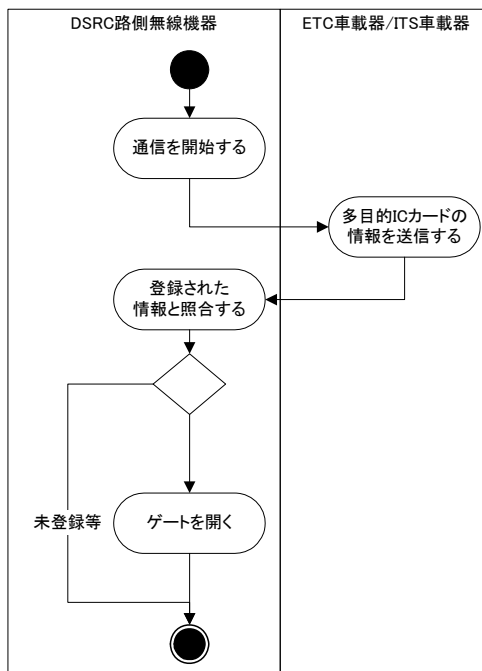 DSRC路側無線機器
ETC車載器/ITS車載器
通信を開始する
多目的ICカードの
情報を送信する
登録された
情報と照合する
未登録等
ゲートを開く